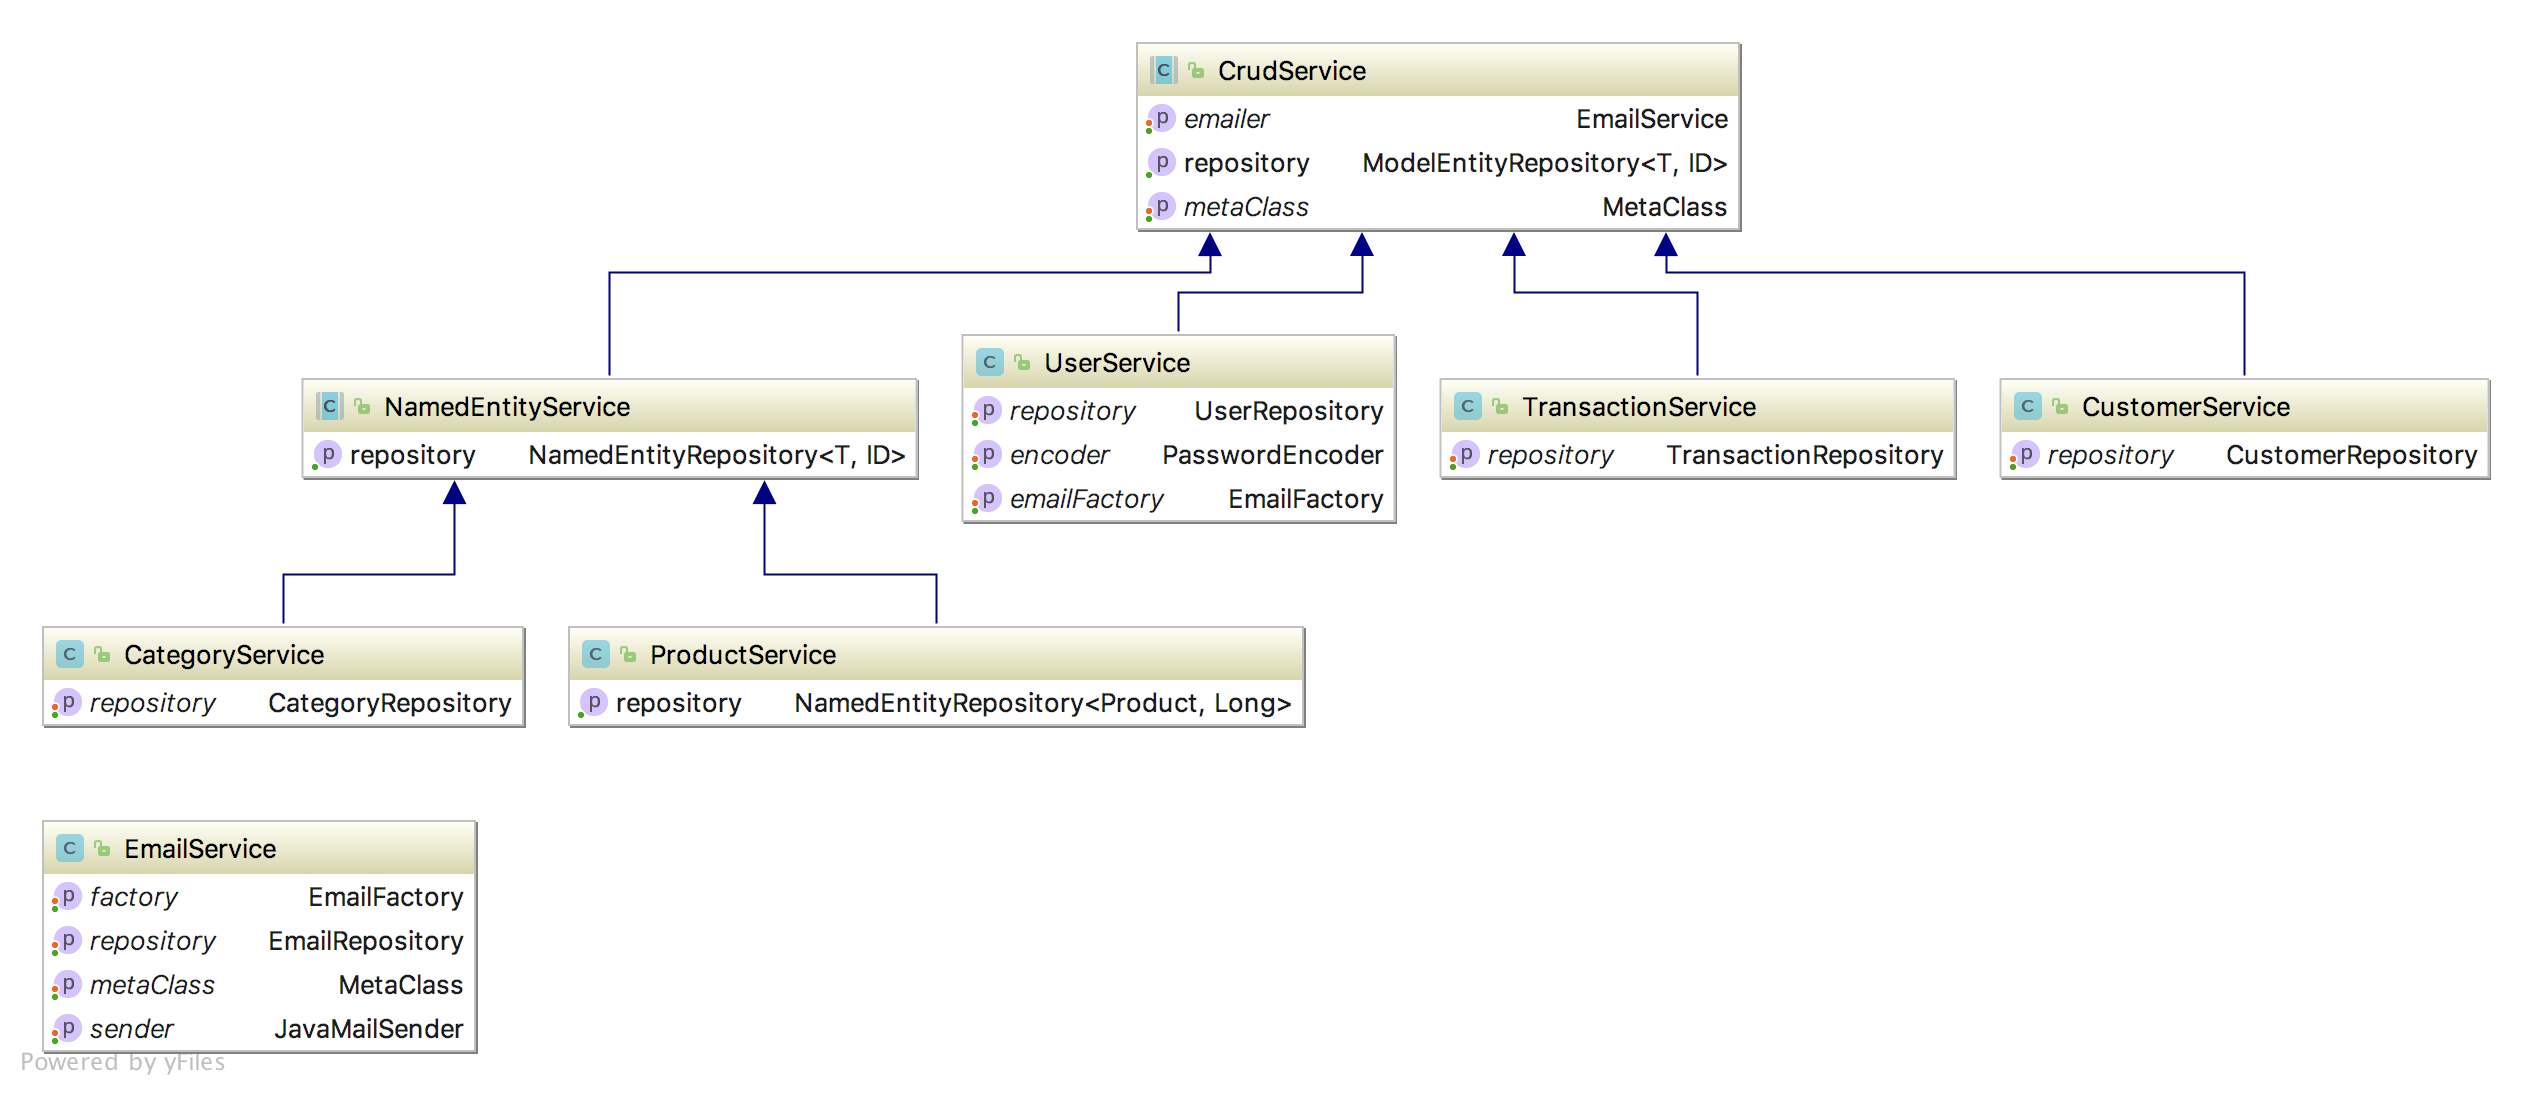 CrudService
emailer EmailService
repository ModelEntityRepository<T, ID>
metaClass MetaClass
NamedEntityService
repository NamedEntityRepository<T, ID>
UserService
repository UserRepository
encoder PasswordEncoder
emailFactory EmailFactory
TransactionService
repository TransactionRepository
CustomerService
repository CustomerRepository
CategoryService
repository CategoryRepository
ProductService
repository NamedEntityRepository<Product, Long>
EmailService
factory EmailFactory
repository EmailRepository
metaClass MetaClass
sender JavaMailSender
Powered by yFiles